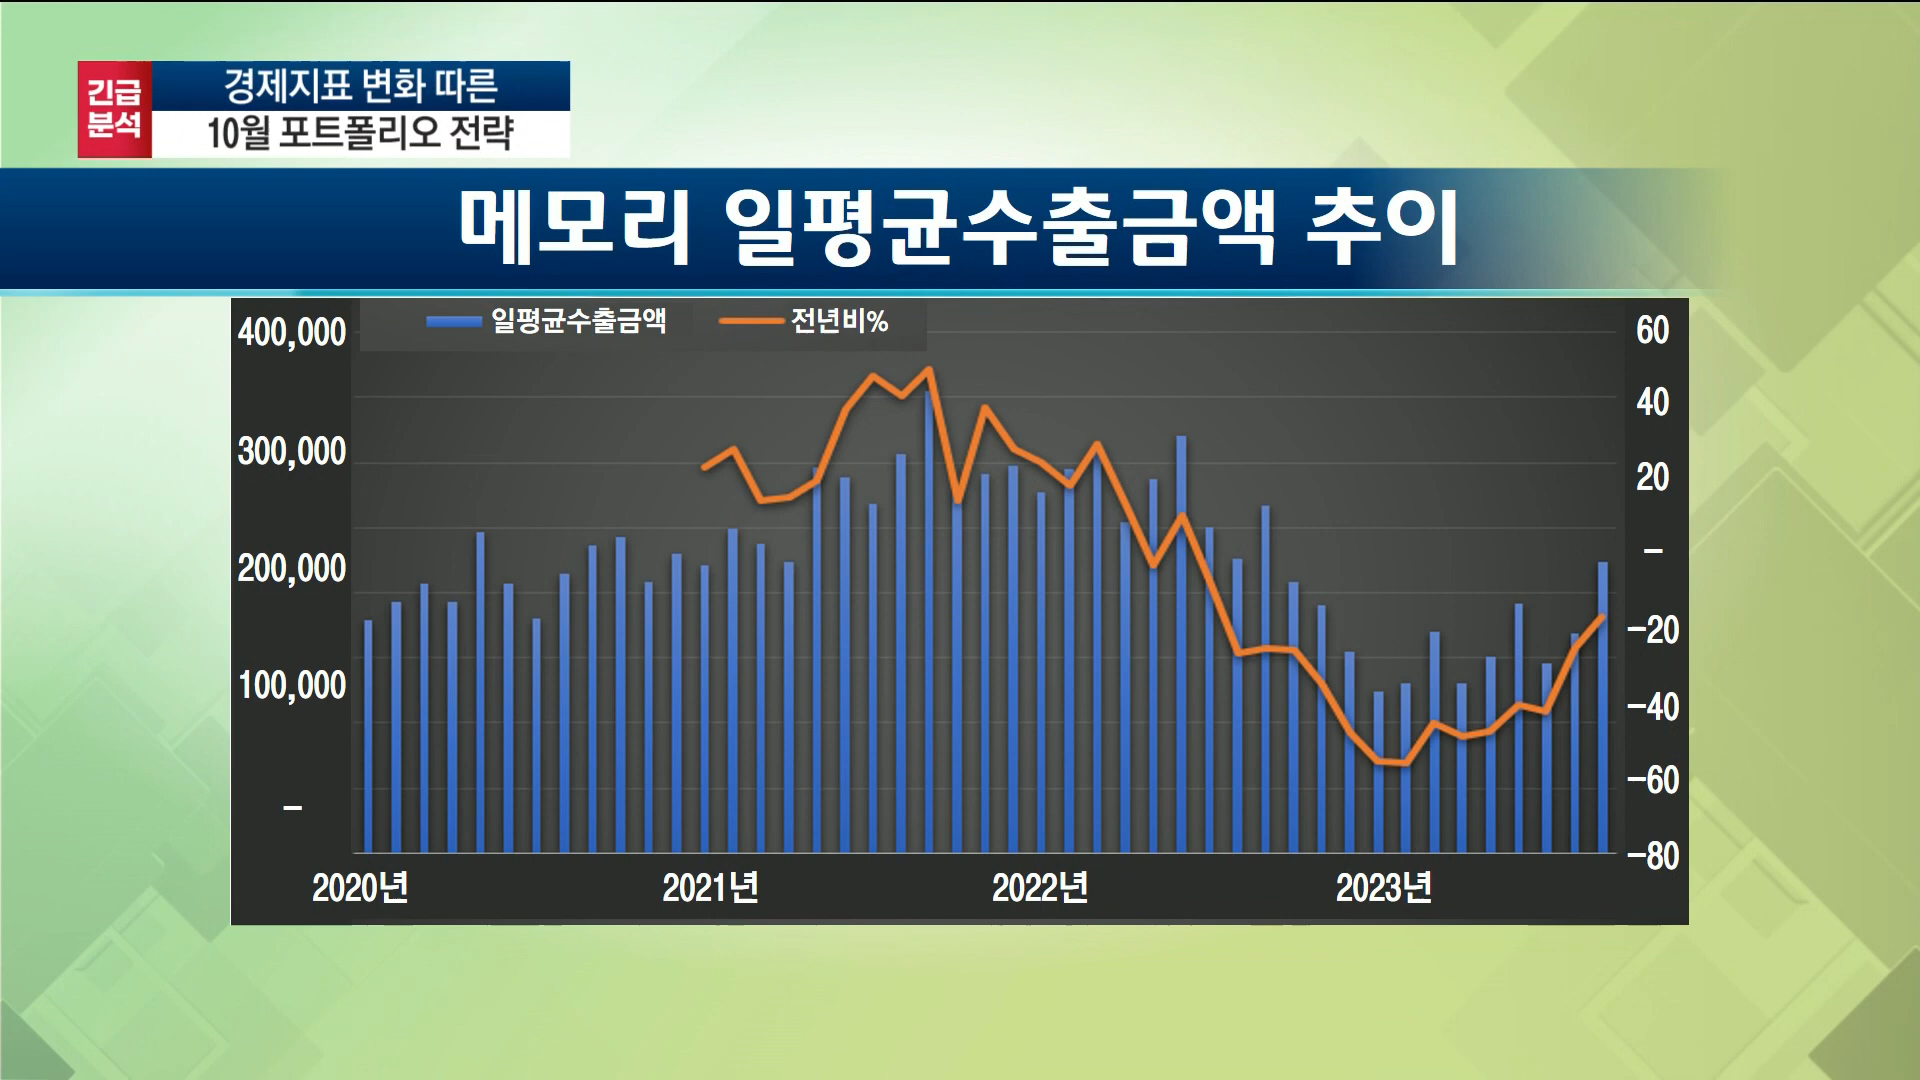 긴급
분석
경제지표 변화 따른
10월 포트폴리오 전략
메모리 일평균수출금액 추이
일평균수출금액 전년비%
400,000
300,000
200,000
100,000
–
60
40
20
–
–20
–40
–60
–80
2020년 2021년 2022년 2023년